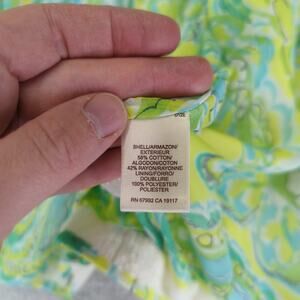 SHELL/ARMAZON/
EXTERIEUR
58% COTTON/
ALGODON/COTON
42% RAYON/RAYONNE
LINING/FORRO/
DOUBLURE
100% POLYESTER/
POLIESTER
RN 67992 CA 19117